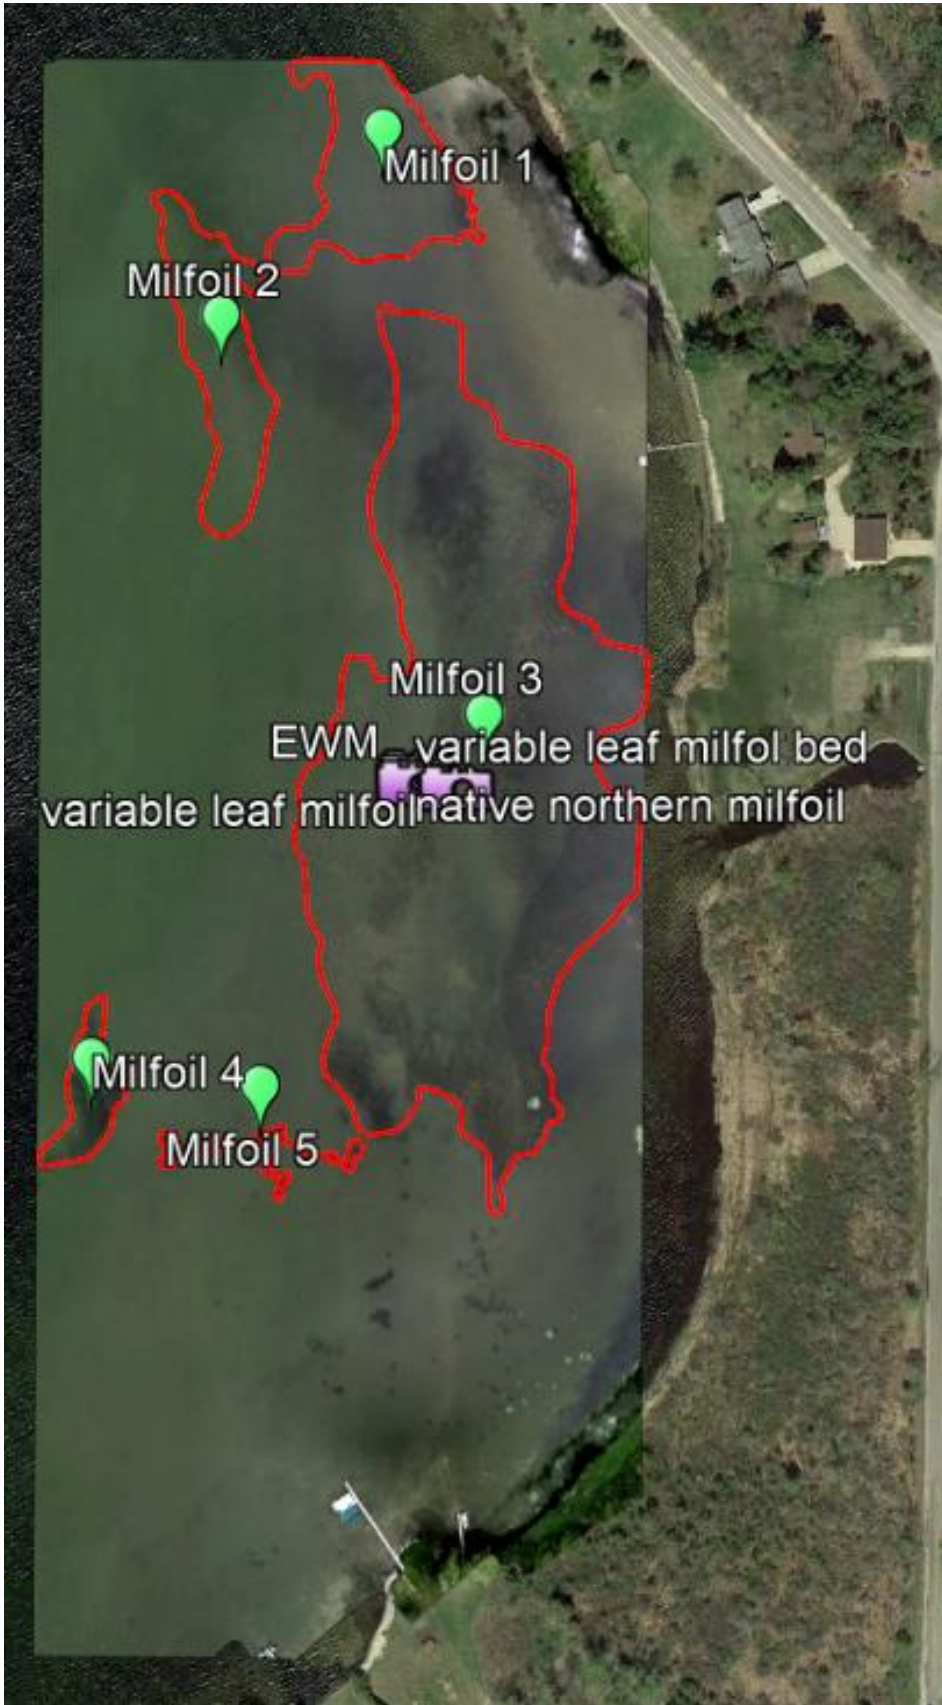 Milfoil 1
Milfoil 2
Milfoil 3
EWM
variable leaf milfol bed
variable leaf milfoil
native northern milfoil
Milfoil 4
Milfoil 5